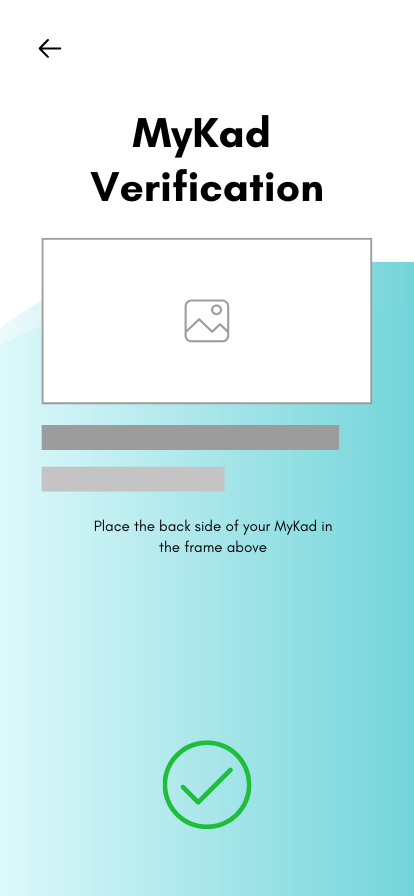 MyKad
Verification
Place the back side of your MyKad in
the frame above